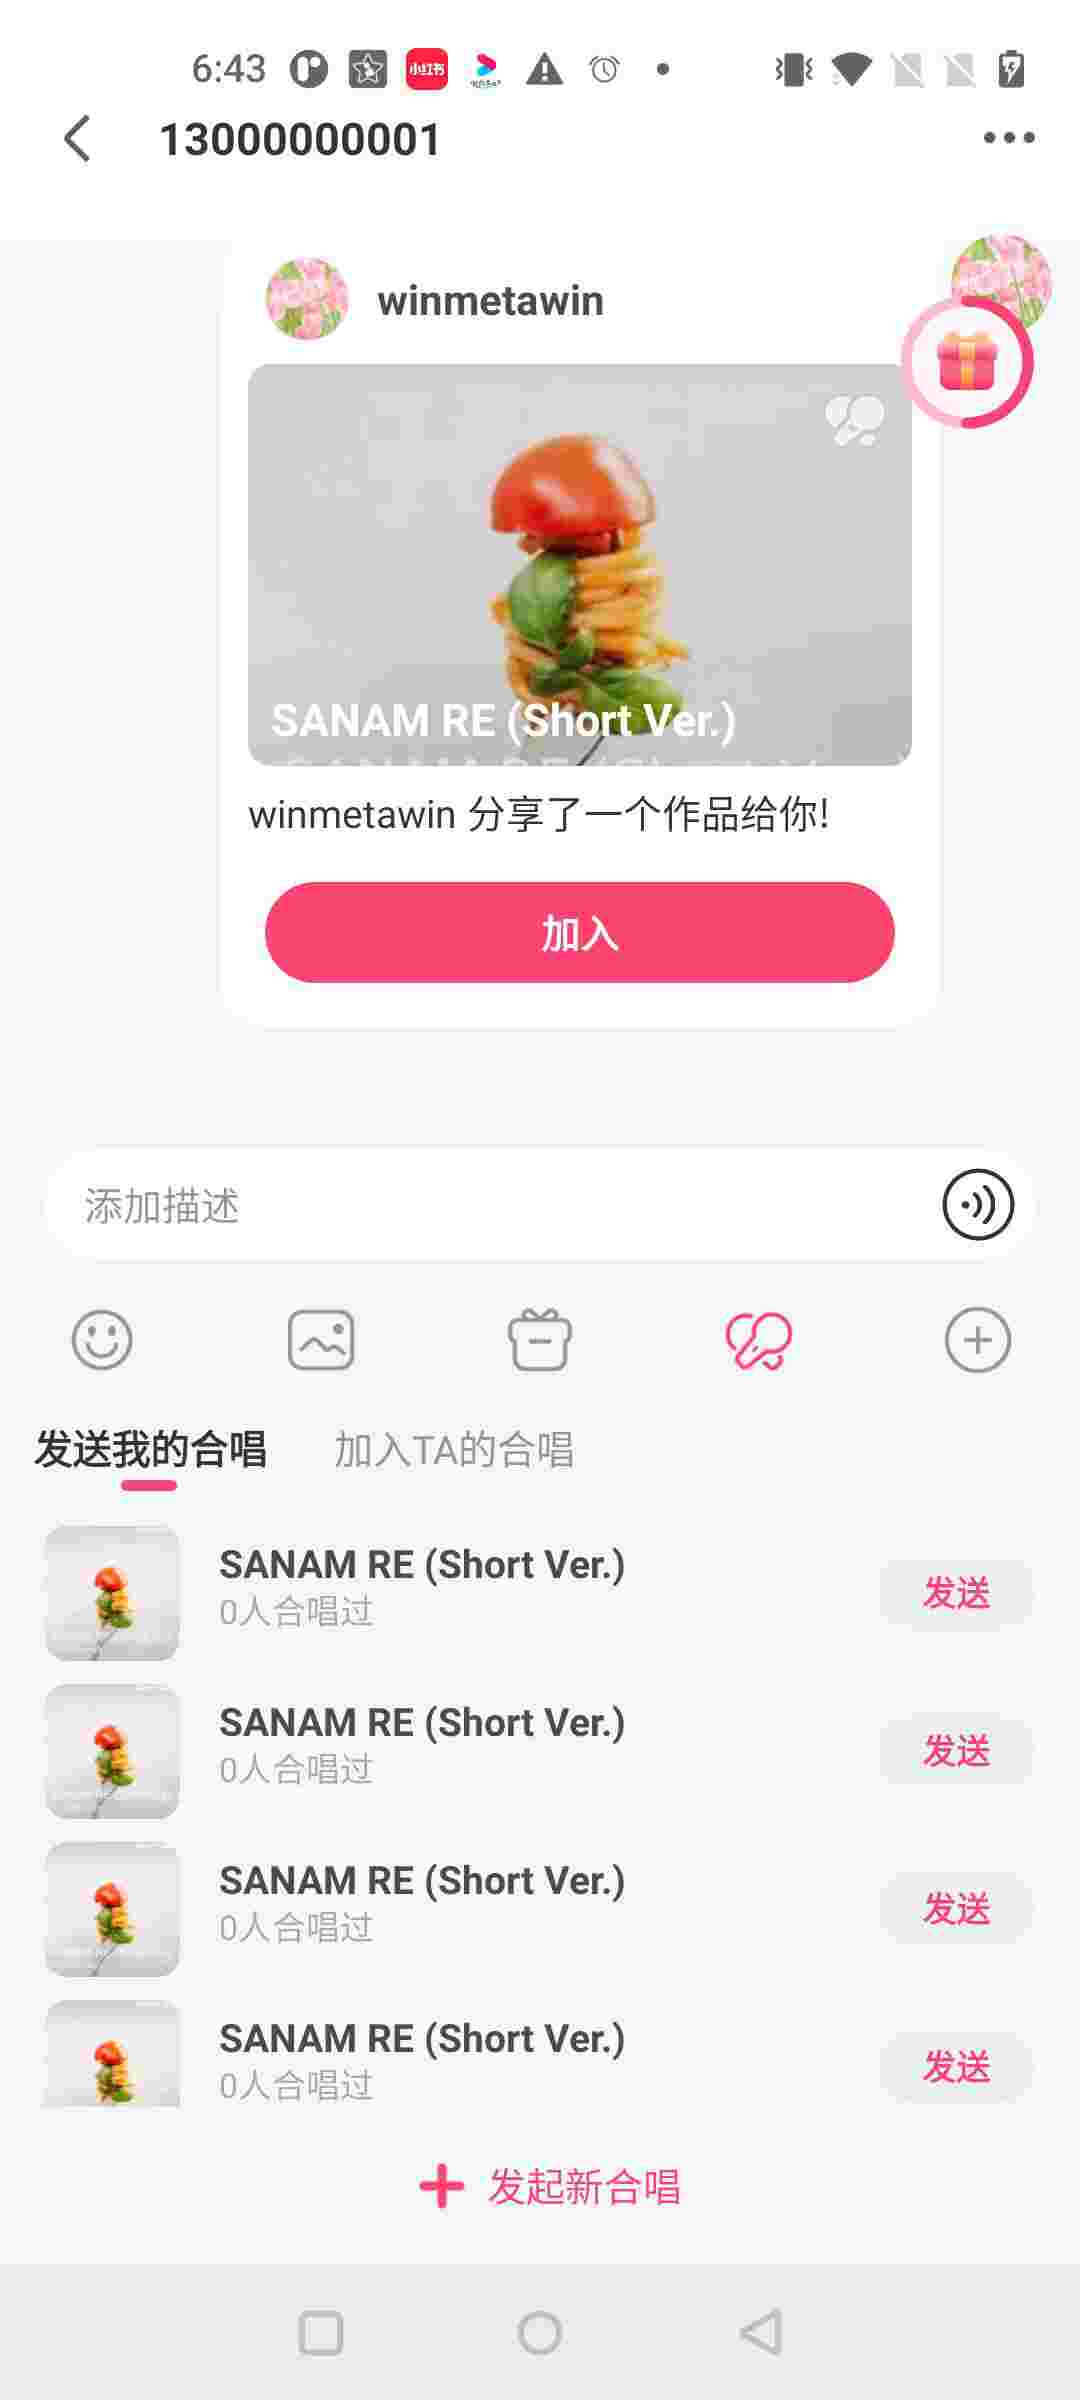 6:43
小红书
13000000001
winmetawin
SANAM RE (Short Ver.)
winmetawin 分享了一个作品给你!
加入
添加描述
发送我的合唱
加入TA的合唱
SANAM RE (Short Ver.)
0人合唱过
发送
SANAM RE (Short Ver.)
0人合唱过
发送
SANAM RE (Short Ver.)
0人合唱过
发送
SANAM RE (Short Ver.)
0人合唱过
发送
发起新合唱